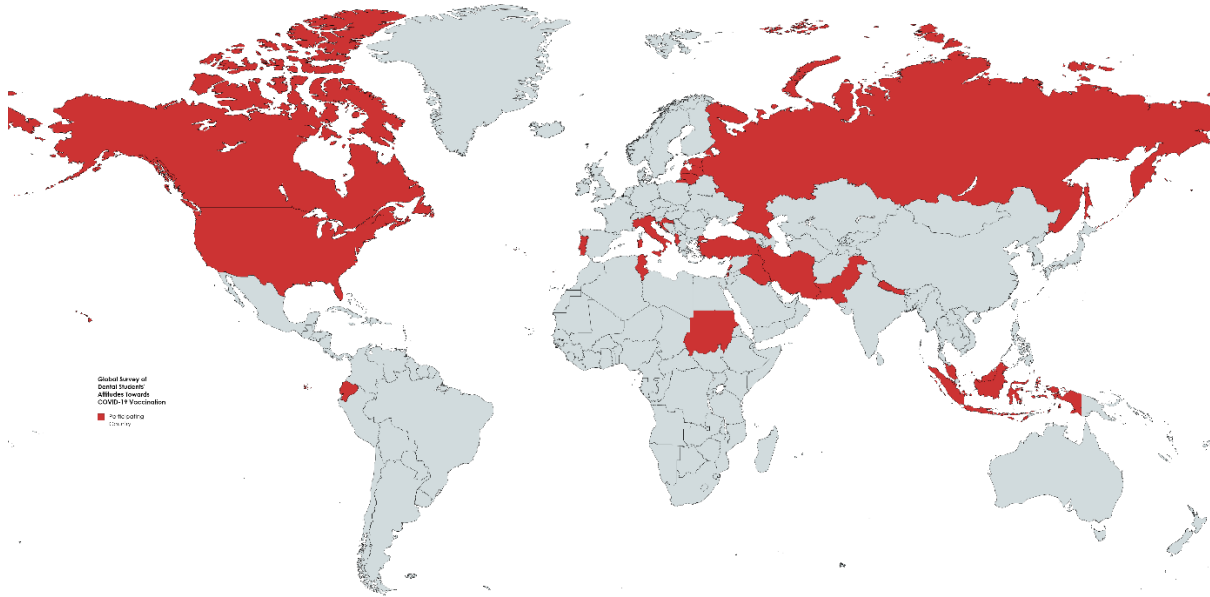 Global Survey of
Dental Students'
Attitudes Towards
COVID-19 Vaccination
Participating
Country